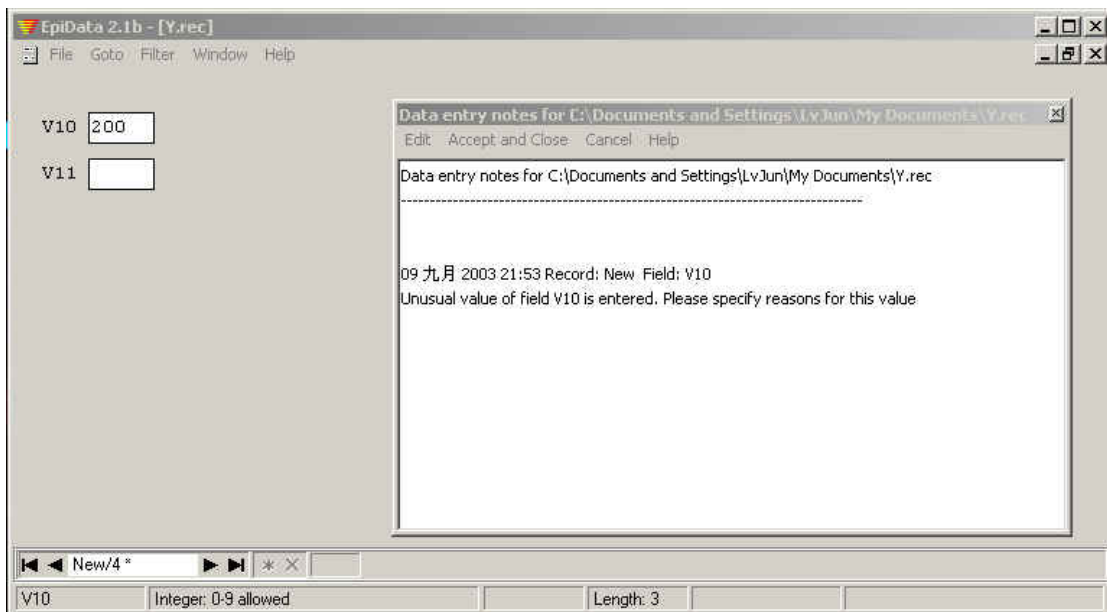 EpiData 2.1b - [Y.rec]
File Goto Filter Window Help
V10 200
V11
Data entry notes for C:\Documents and Settings\LvJun\My Documents\Y.rec
Edit Accept and Close Cancel Help
Data entry notes for C:\Documents and Settings\LvJun\My Documents\Y.rec
--------------------------------------------------------------------------------
09 九月 2003 21:53 Record: New Field: V10
Unusual value of field V10 is entered. Please specify reasons for this value
New/4 *
V10 Integer: 0-9 allowed Length: 3